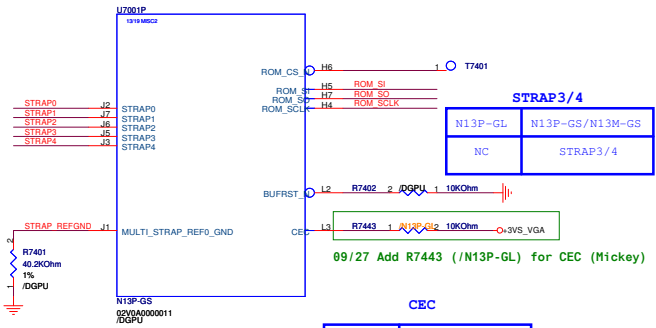 U7001P
13/19 MISC2
ROM_CS_N H6 1 T7401
ROM_SI H5 ROM_SI
ROM_SO H7 ROM_SO
ROM_SCLK H4 ROM_SCLK
STRAP0 J2 STRAP0
STRAP1 J7 STRAP1
STRAP2 J6 STRAP2
STRAP3 J5 STRAP3
STRAP4 J3 STRAP4
STRAP3/4
N13P-GL N13P-GS/N13M-GS
NC STRAP3/4
BUFRST_N L2 R7402 2 /DGPU 1 10KOhm
STRAP_REFGND J1 MULTI_STRAP_REF0_GND
CEC L3 R7443 1 /N13P-GL 2 10KOhm +3VS_VGA
09/27 Add R7443 (/N13P-GL) for CEC (Mickey)
2
R7401
40.2KOhm
1%
/DGPU
1
N13P-GS
02V0A0000011
/DGPU
CEC